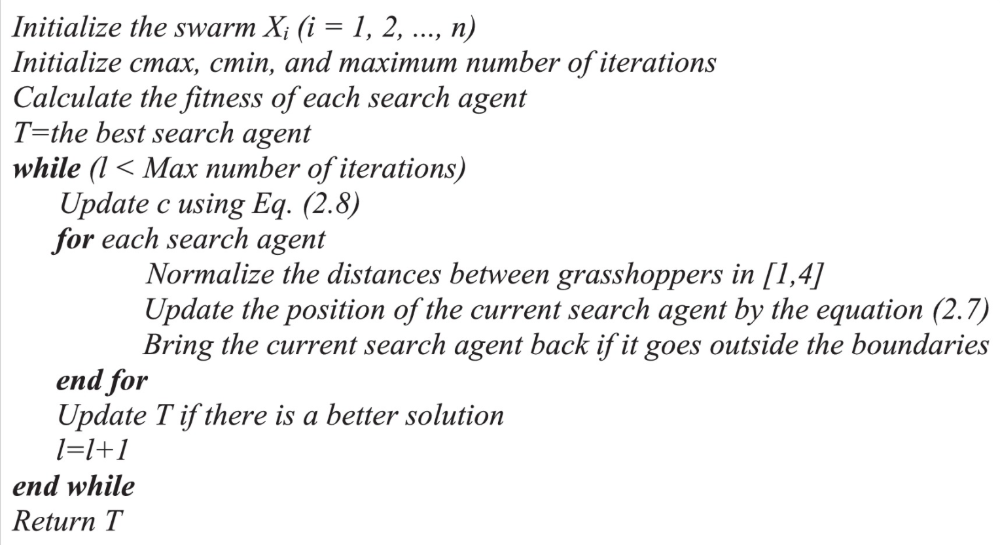 Initialize the swarm Xi (i = 1, 2, ..., n)
Initialize cmax, cmin, and maximum number of iterations
Calculate the fitness of each search agent
T=the best search agent
while (l < Max number of iterations)
Update c using Eq. (2.8)
for each search agent
Normalize the distances between grasshoppers in [1,4]
Update the position of the current search agent by the equation (2.7)
Bring the current search agent back if it goes outside the boundaries
end for
Update T if there is a better solution
l=l+1
end while
Return T